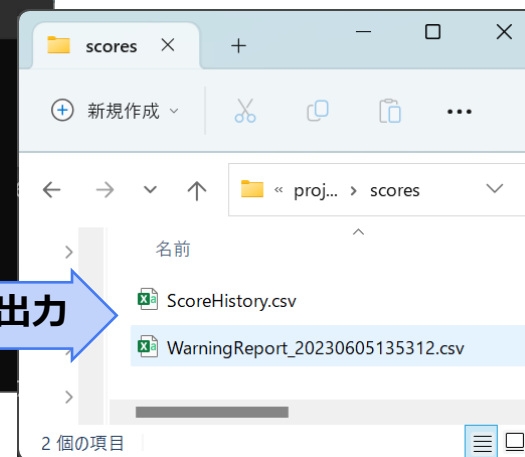 scores
新規作成
« proj... › scores
名前
出力
ScoreHistory.csv
WarningReport_20230605135312.csv
2 個の項目